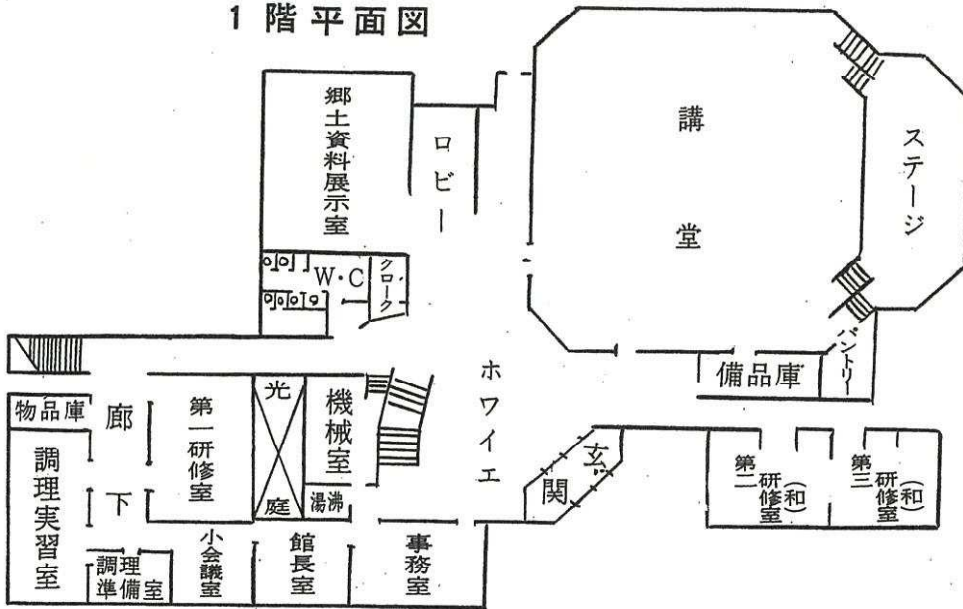 1階平面図
郷土資料展示室
ロビー
講堂
ステージ
W・C
クローク
パントリー
備品庫
ホワイエ
玄関
物品庫
廊下
第一研修室
光庭
機械室
湯沸
調理実習室
調理準備室
小会議室
館長室
事務室
第二研修室(和)
第三研修室(和)